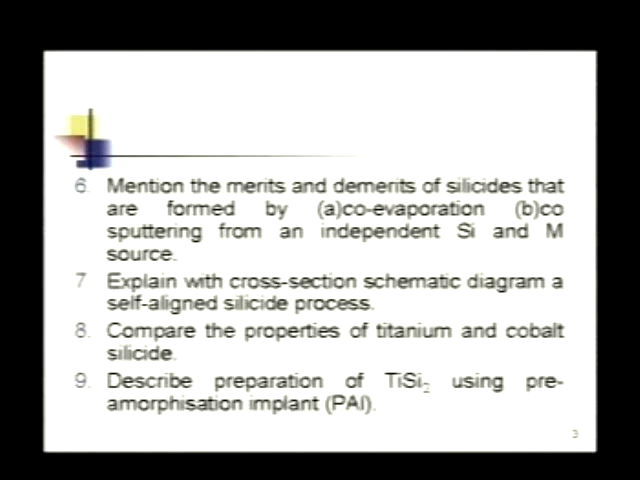 6. Mention the merits and demerits of silicides that
are formed by (a)co-evaporation (b)co
sputtering from an independent Si and M
source.
7 Explain with cross-section schematic diagram a
self-aligned silicide process.
8. Compare the properties of titanium and cobalt
silicide.
9. Describe preparation of TiSi₂ using pre-
amorphisation implant (PAI).
3